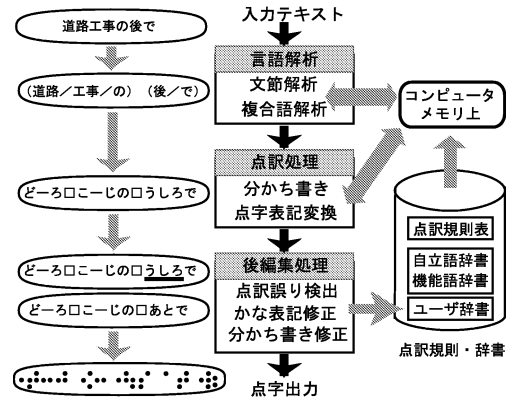 道路工事の後で
(道路／工事／の) (後／で)
どーろ□こーじの□うしろで
どーろ□こーじの□うしろで
どーろ□こーじの□あとで
入力テキスト
言語解析
文節解析
複合語解析
点訳処理
分かち書き
点字表記変換
後編集処理
点訳誤り検出
かな表記修正
分かち書き修正
点字出力
コンピュータ
メモリ上
点訳規則表
自立語辞書
機能語辞書
ユーザ辞書
点訳規則・辞書